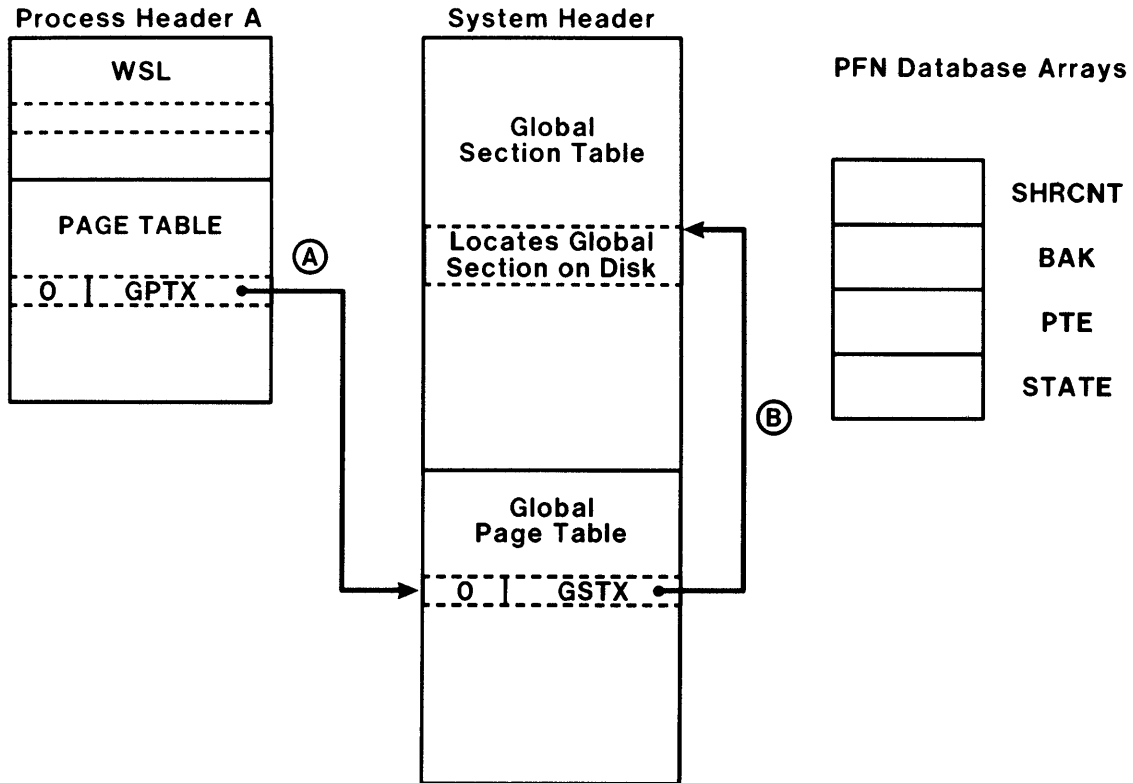 Process Header A
WSL
PAGE TABLE
0 GPTX
A
System Header
Global
Section Table
Locates Global
Section on Disk
B
Global
Page Table
0 GSTX
PFN Database Arrays
SHRCNT
BAK
PTE
STATE